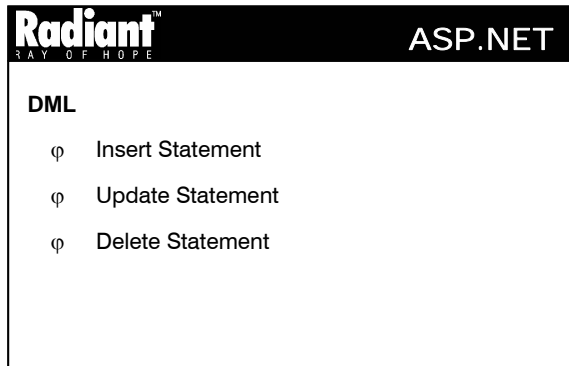 Radiant™
RAY OF HOPE
ASP.NET
DML
φ Insert Statement
φ Update Statement
φ Delete Statement